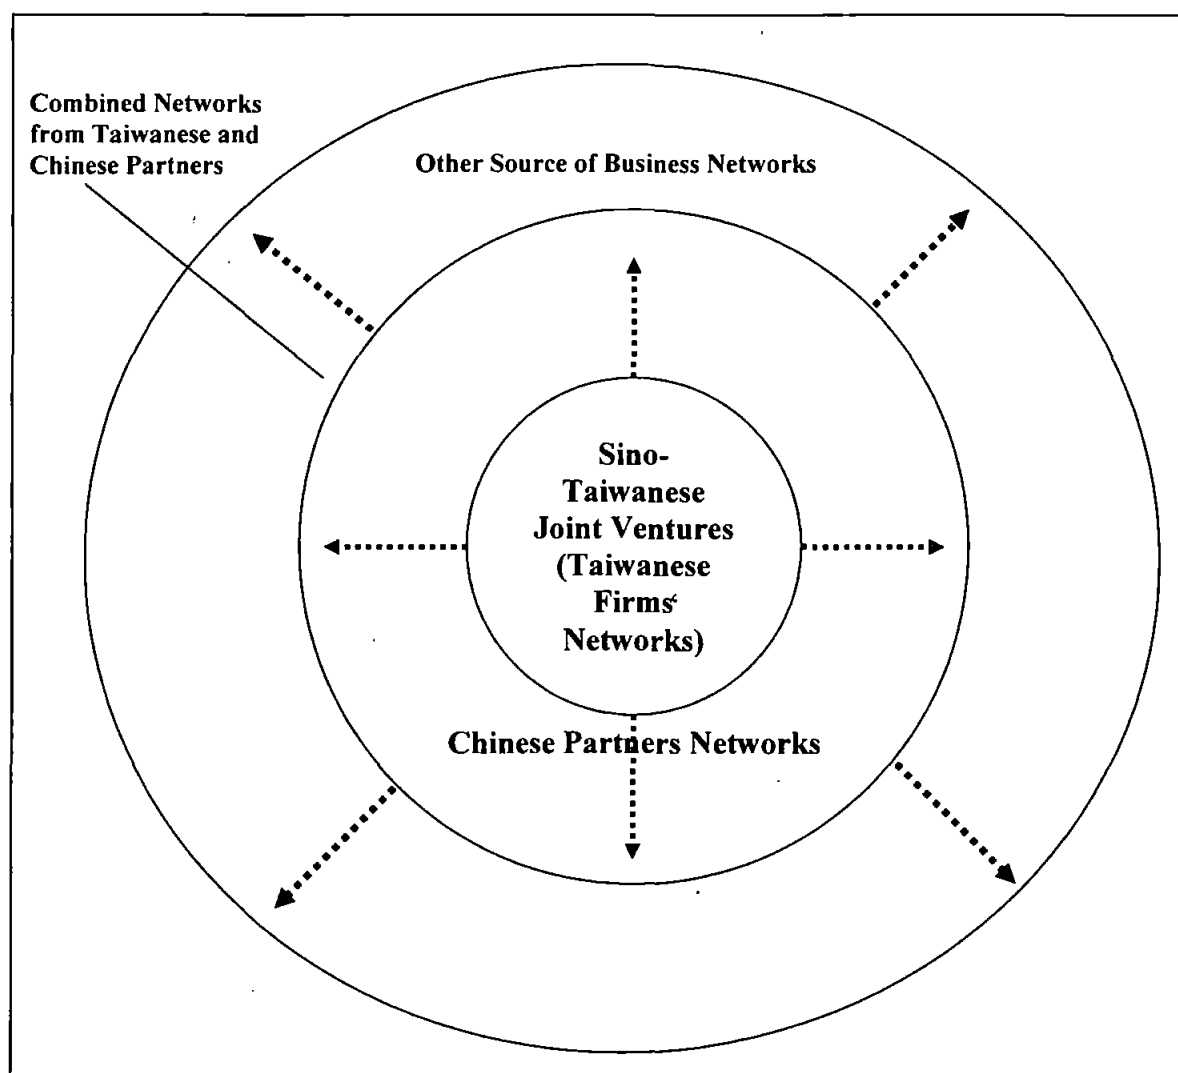 Combined Networks
from Taiwanese and
Chinese Partners
Other Source of Business Networks
Sino-
Taiwanese
Joint Ventures
(Taiwanese
Firms‘
Networks)
Chinese Partners Networks